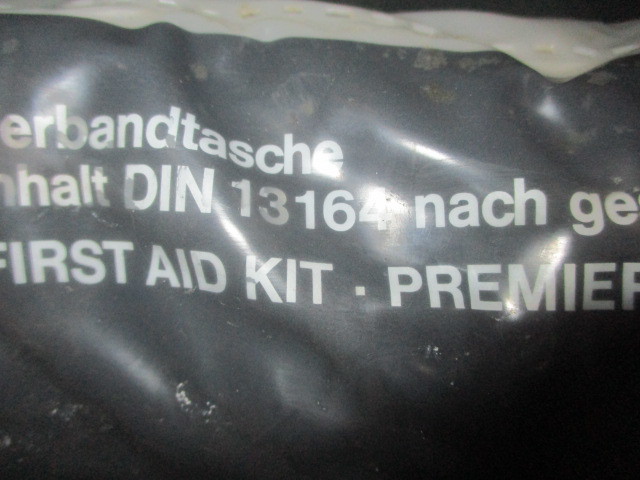 erbandtasche
nhalt DIN 13164 nach ge
FIRST AID KIT · PREMIER